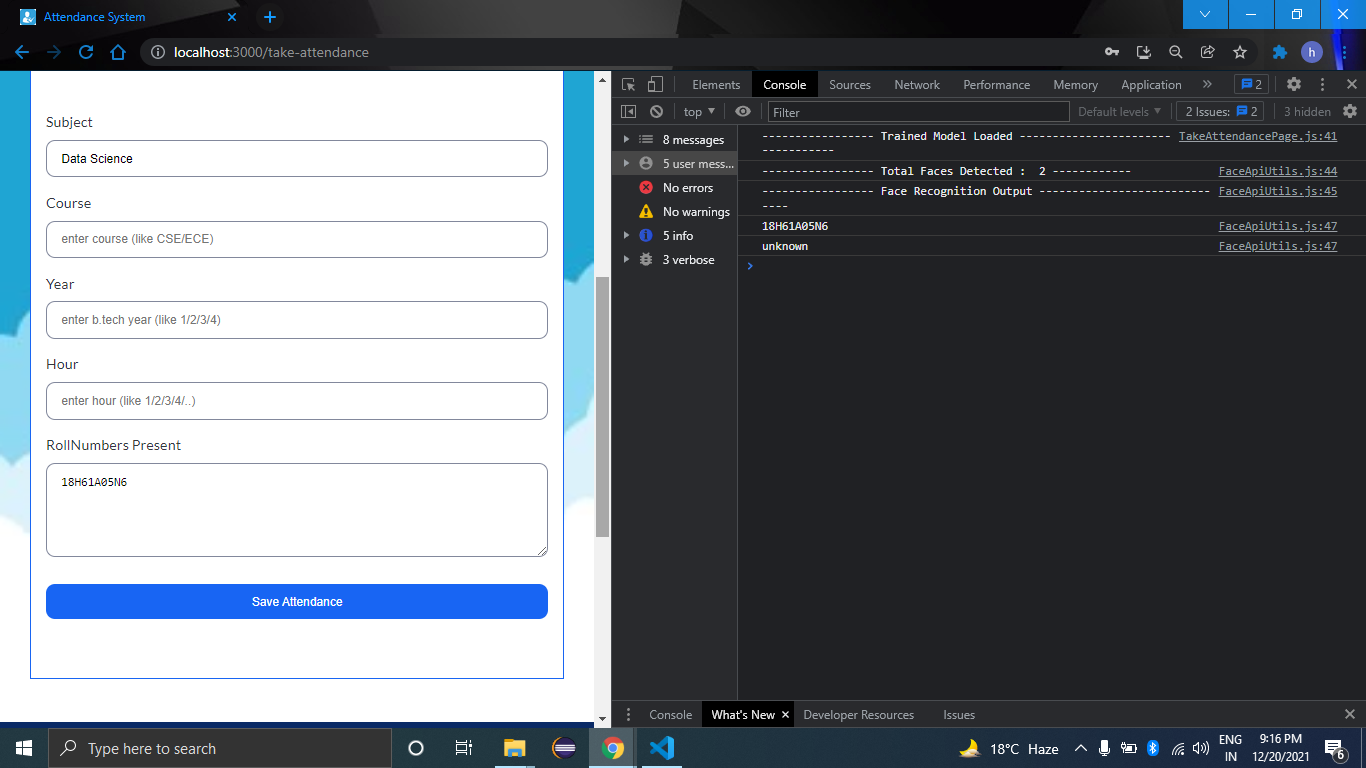 Attendance System
localhost:3000/take-attendance
h
Subject
Data Science
Course
enter course (like CSE/ECE)
Year
enter b.tech year (like 1/2/3/4)
Hour
enter hour (like 1/2/3/4/..)
RollNumbers Present
18H61A05N6
Save Attendance
Elements Console Sources Network Performance Memory Application » 2
top ▼ Filter Default levels ▼ 2 Issues: 2 3 hidden
8 messages
5 user mess...
No errors
No warnings
5 info
3 verbose
----------------- Trained Model Loaded ----------------------- TakeAttendancePage.js:41
-----------
----------------- Total Faces Detected : 2 ------------ FaceApiUtils.js:44
----------------- Face Recognition Output -------------------------- FaceApiUtils.js:45
----
18H61A05N6 FaceApiUtils.js:47
unknown FaceApiUtils.js:47
Console What's New × Developer Resources Issues
Type here to search
18°C Haze
ENG
IN
9:16 PM
12/20/2021
6